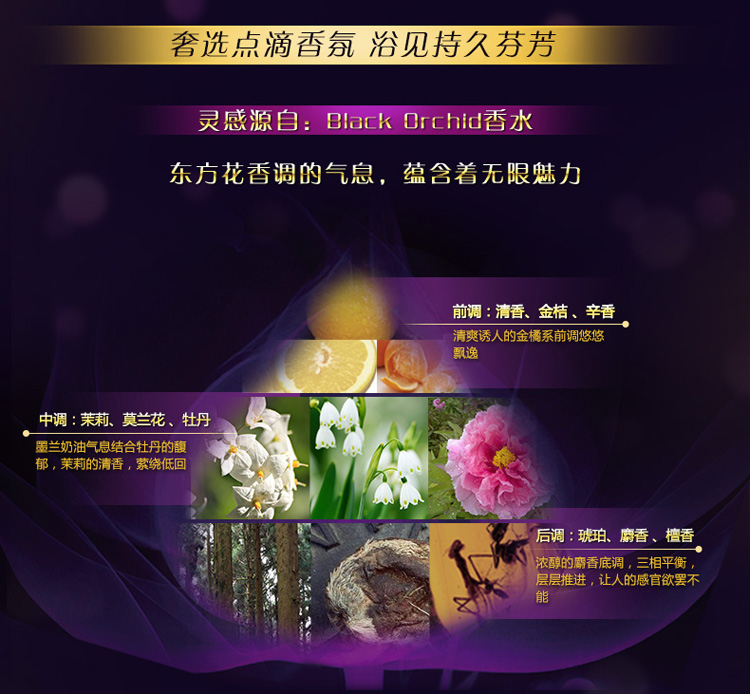 奢选点滴香氛 浴见持久芬芳
灵感源自：Black Orchid香水
东方花香调的气息，蕴含着无限魅力
前调：清香、金桔 、辛香
清爽诱人的金橘系前调悠悠
飘逸
中调：茉莉、莫兰花 、牡丹
墨兰奶油气息结合牡丹的馥
郁，茉莉的清香，萦绕低回
后调：琥珀、麝香 、檀香
浓醇的麝香底调，三相平衡，
层层推进，让人的感官欲罢不
能